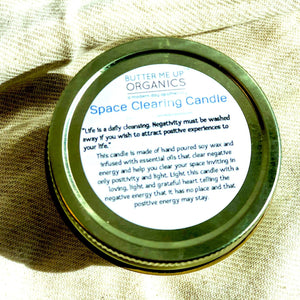 BUTTER ME UP
ORGANICS
Space Clearing Candle
"Life is a daily cleansing. Negativity must be washed
away if you wish to attract positive experiences to
your life."
This candle is made of hand poured soy wax and
infused with essential oils that clear negative
energy and help you clear your space inviting in
only positivity and light. Light, this candle with a
loving, light, and grateful heart telling the
negative energy that it has no place and that
positive energy may stay.